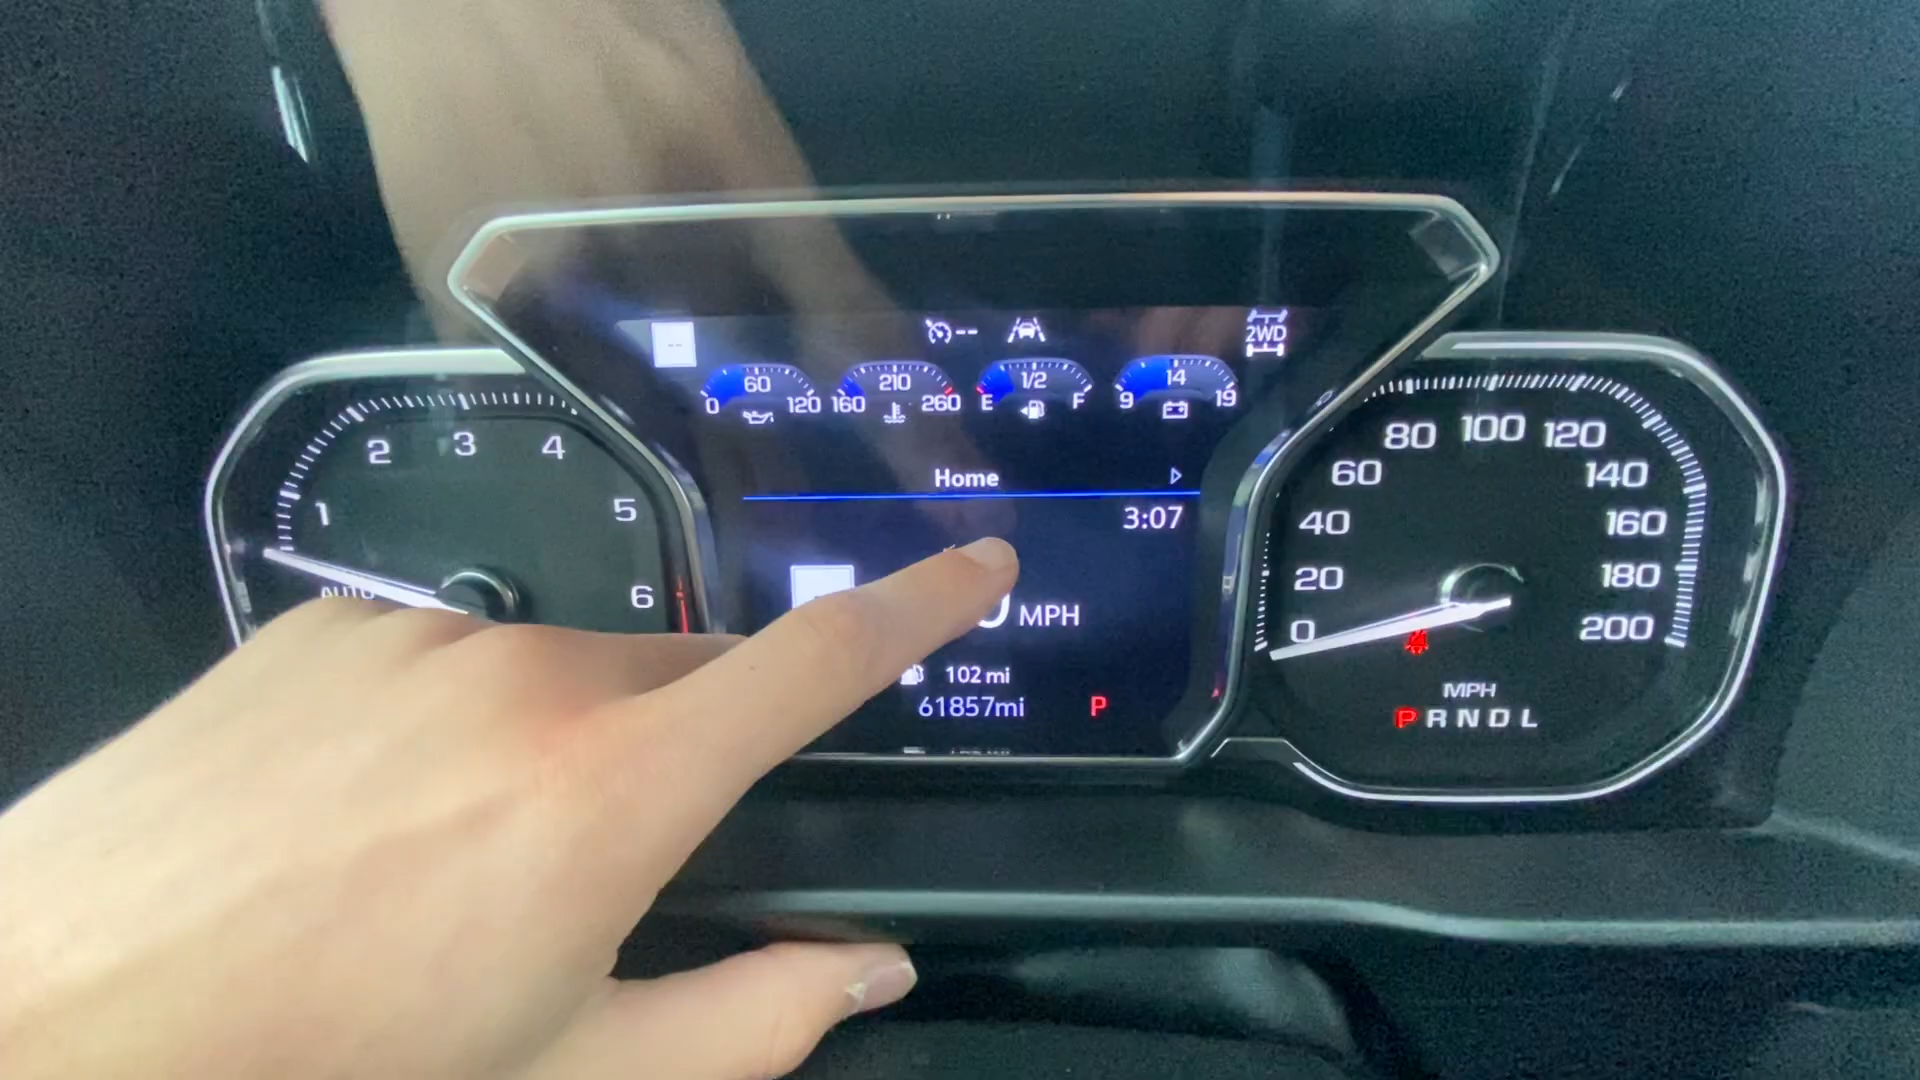 -- -- 2WD
60 210 1/2 14
0 120 160 260 E F 9 19
Home
3:07
MPH
102 mi
61857mi P
1 2 3 4 5 6
AUTO
0 20 40 60 80 100 120 140 160 180 200
MPH
P R N D L